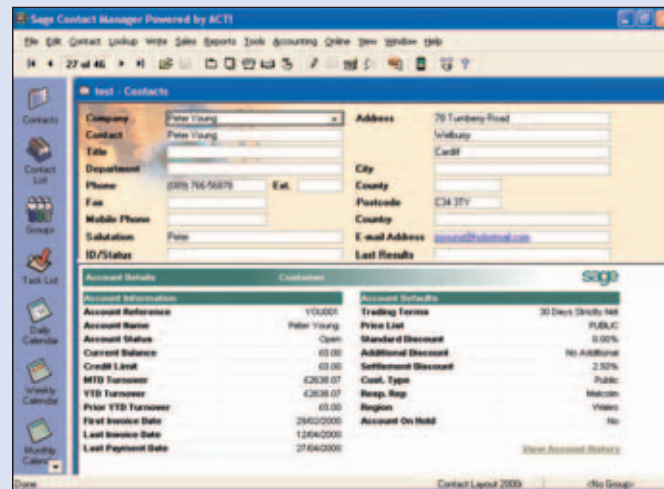 Sage Contact Manager Powered by ACT!
File Edit Contact Lookup Write Sales Reports Tools Accounting Online View Window Help
27 of 46
test - Contacts
Contacts
Contact List
Groups
Task List
Daily Calendar
Weekly Calendar
Monthly
Company Peter Young Address 78 Turnberry Road
Contact Peter Young
Title Cardiff
Department City
Phone Ext. County
Fax Postcode C34 3TY
Mobile Phone Country
Salutation Peter E-mail Address
ID/Status Last Results
Account Details Customer sage
Account Information Account Defaults
Account Reference YOU001 Trading Terms 30 Days Strictly Net
Account Name Peter Young Price List PUBLIC
Account Status Open Standard Discount 0.00%
Current Balance £0.00 Additional Discount No Additional
Credit Limit £0.00 Settlement Discount 2.50%
MTD Turnover £2638.07 Cust. Type Public
YTD Turnover £2638.07 Resp. Rep Malcolm
Prior YTD Turnover £0.00 Region Wales
First Invoice Date 29/02/2000 Account On Hold No
Last Invoice Date 12/04/2000
Last Payment Date 27/04/2000 View Account History
Done Contact Layout 2000i <No Group>